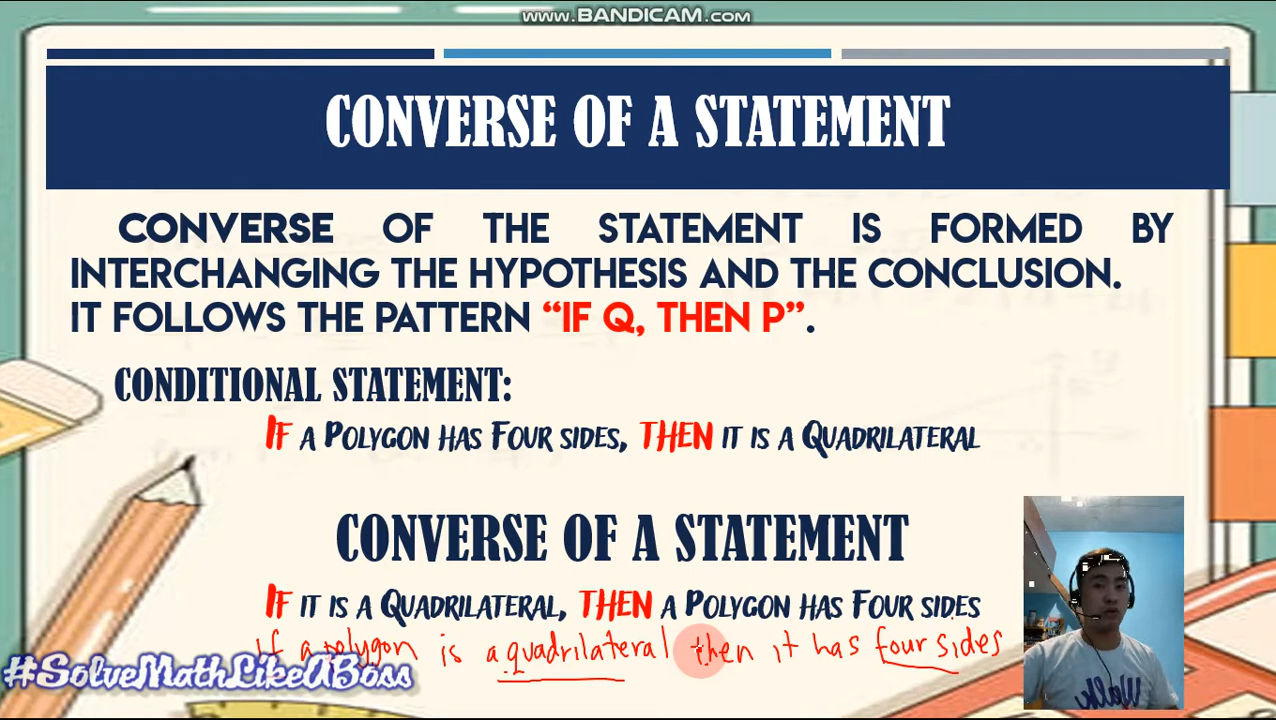 WWW.BANDICAM.COM
CONVERSE OF A STATEMENT
CONVERSE OF THE STATEMENT IS FORMED BY
INTERCHANGING THE HYPOTHESIS AND THE CONCLUSION.
IT FOLLOWS THE PATTERN “IF Q, THEN P”.
CONDITIONAL STATEMENT:
IF A POLYGON HAS FOUR SIDES, THEN IT IS A QUADRILATERAL
CONVERSE OF A STATEMENT
IF IT IS A QUADRILATERAL, THEN A POLYGON HAS FOUR SIDES
If a polygon is a quadrilateral then it has four sides
#SolveMathLikeABoss
Walk